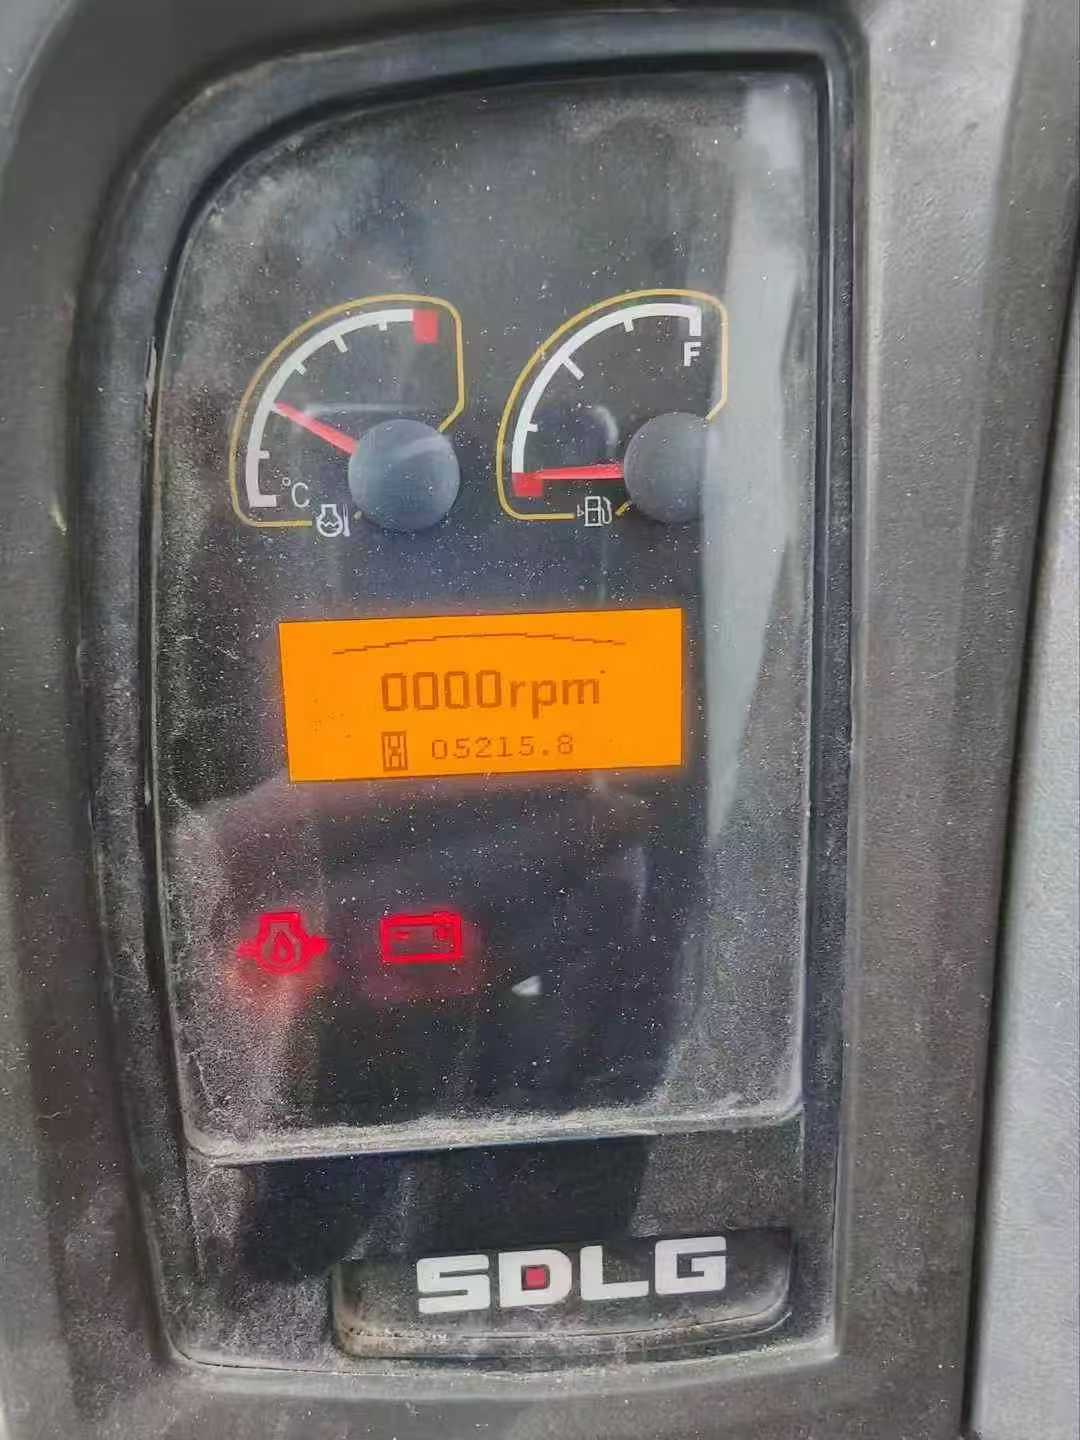 F
°C
0000rpm
05215.8
SDLG